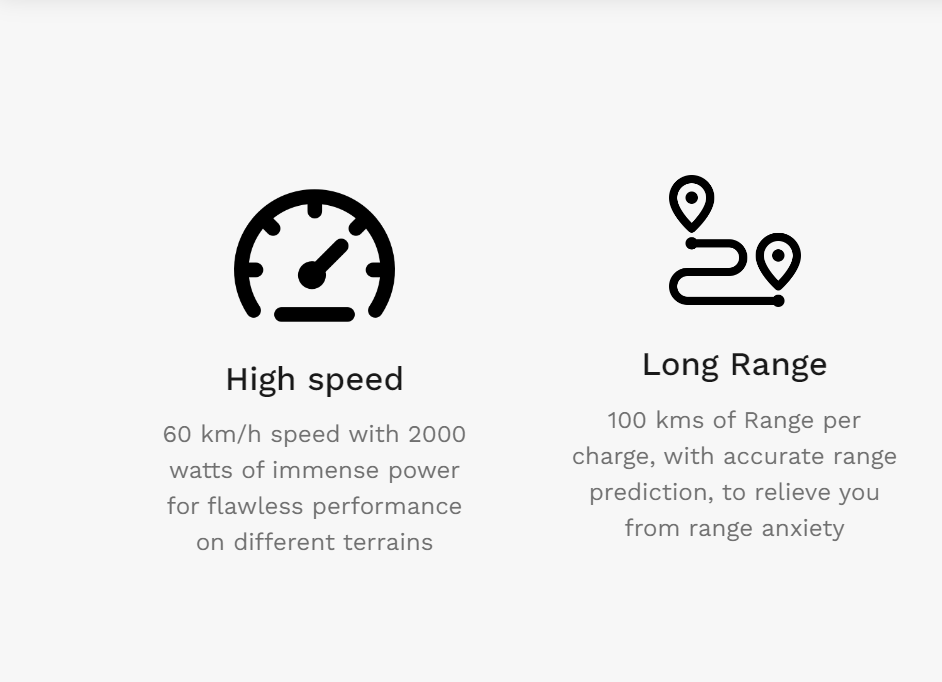 High speed
60 km/h speed with 2000
watts of immense power
for flawless performance
on different terrains
Long Range
100 kms of Range per
charge, with accurate range
prediction, to relieve you
from range anxiety